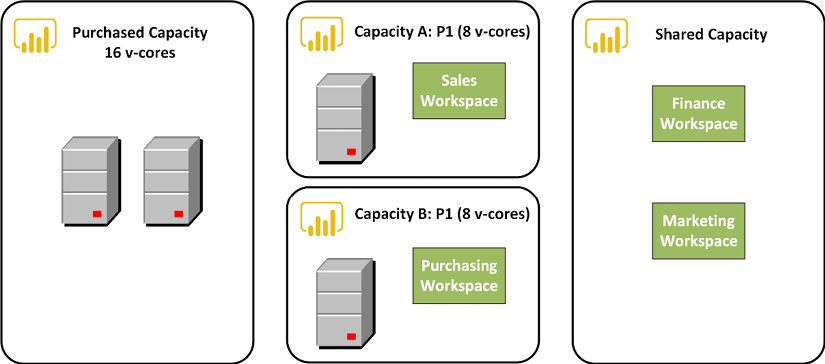 Purchased Capacity
16 v-cores
Capacity A: P1 (8 v-cores)
Sales
Workspace
Capacity B: P1 (8 v-cores)
Purchasing
Workspace
Shared Capacity
Finance
Workspace
Marketing
Workspace